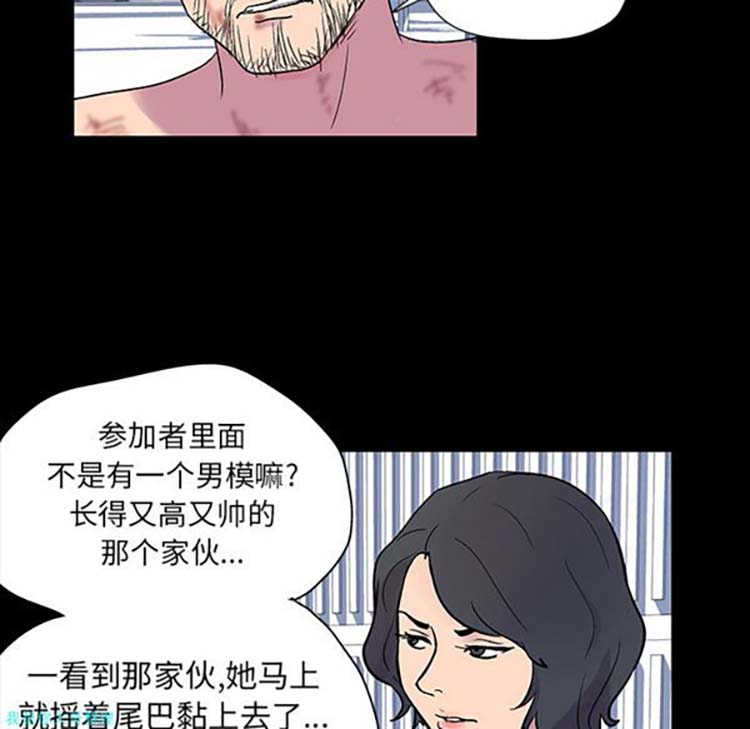 参加者里面
不是有一个男模嘛?
长得又高又帅的
那个家伙...
一看到那家伙,她马上
就摇着尾巴黏上去了...